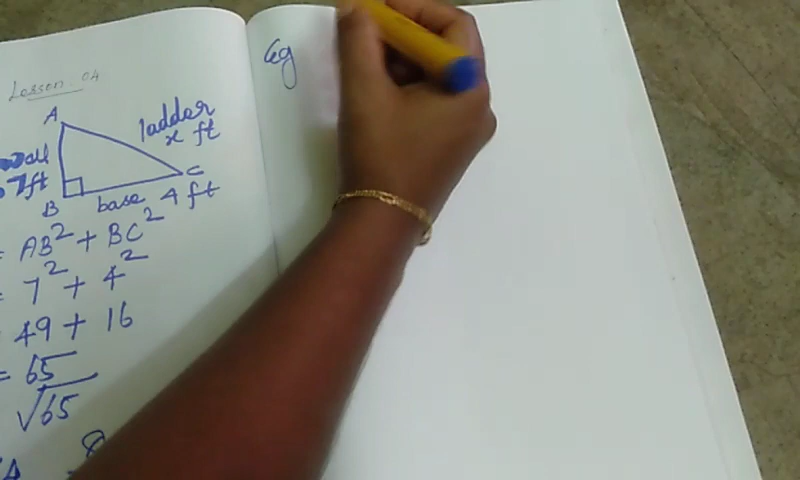 Lesson. 04
A
ladder
x ft
wall
7ft
C
B base 4 ft
= AB² + BC²
= 7² + 4²
= 49 + 16
= 65
√65
Eg